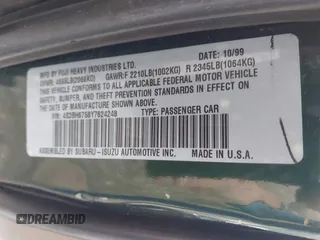 MFD. BY FUJI HEAVY INDUSTRIES LTD. 10/99
GAWR:F 2210LB(1002KG) R 2345LB(1064KG)
THIS VEHICLE CONFORMS TO ALL APPLICABLE FEDERAL MOTOR VEHICLE
SAFETY, BUMPER, AND THEFT PREVENTION STANDARDS IN EFFECT ON
THE DATE OF MANUFACTURE SHOWN ABOVE.
VIN: TYPE: PASSENGER CAR
ASSEMBLED BY SUBARU-ISUZU AUTOMOTIVE INC. MADE IN U.S.A.
DREAMBID